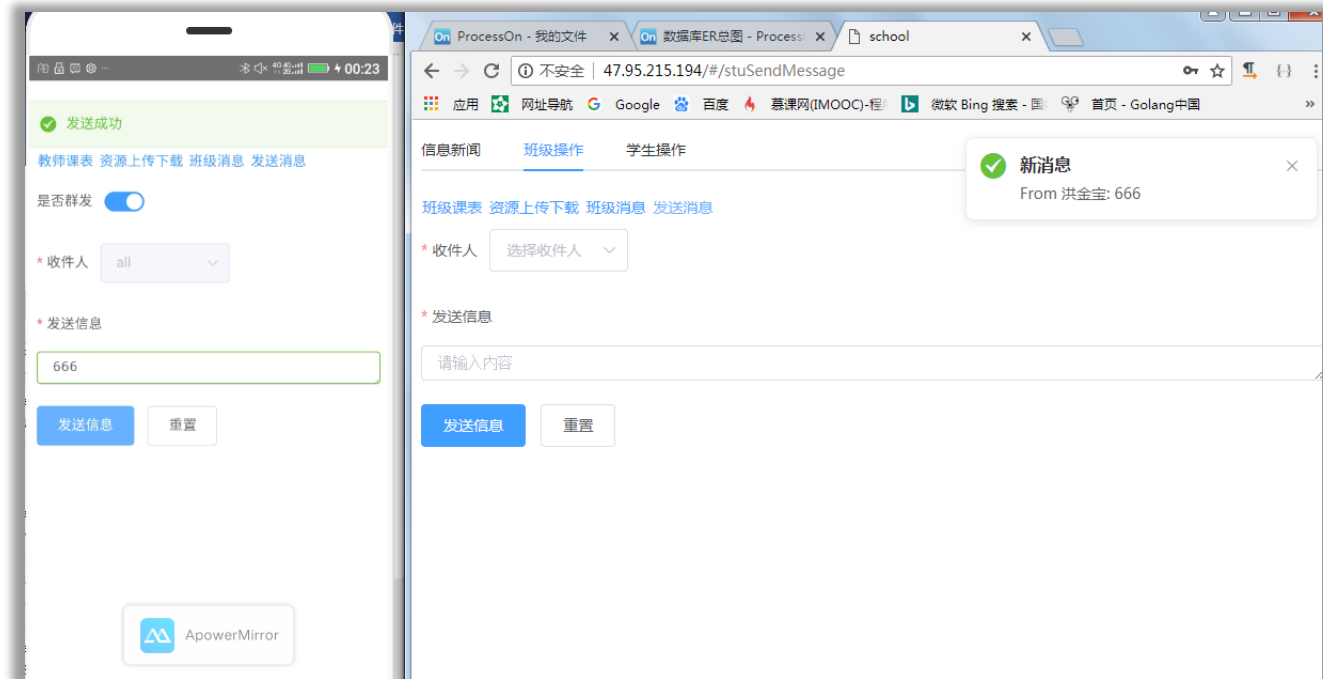 00:23
发送成功
教师课表 资源上传下载 班级消息 发送消息
是否群发
* 收件人 all
* 发送信息
666
发送信息 重置
ApowerMirror
件
On ProcessOn - 我的文件 x On 数据库ER总图 - Process x school x
不安全 | 47.95.215.194/#/stuSendMessage
应用 网址导航 G Google 百度 慕课网(IMOOC)-程 微软 Bing 搜索 - 国 首页 - Golang中国 »
信息新闻 班级操作 学生操作
新消息
From 洪金宝: 666
班级课表 资源上传下载 班级消息 发送消息
* 收件人 选择收件人
* 发送信息
请输入内容
发送信息 重置